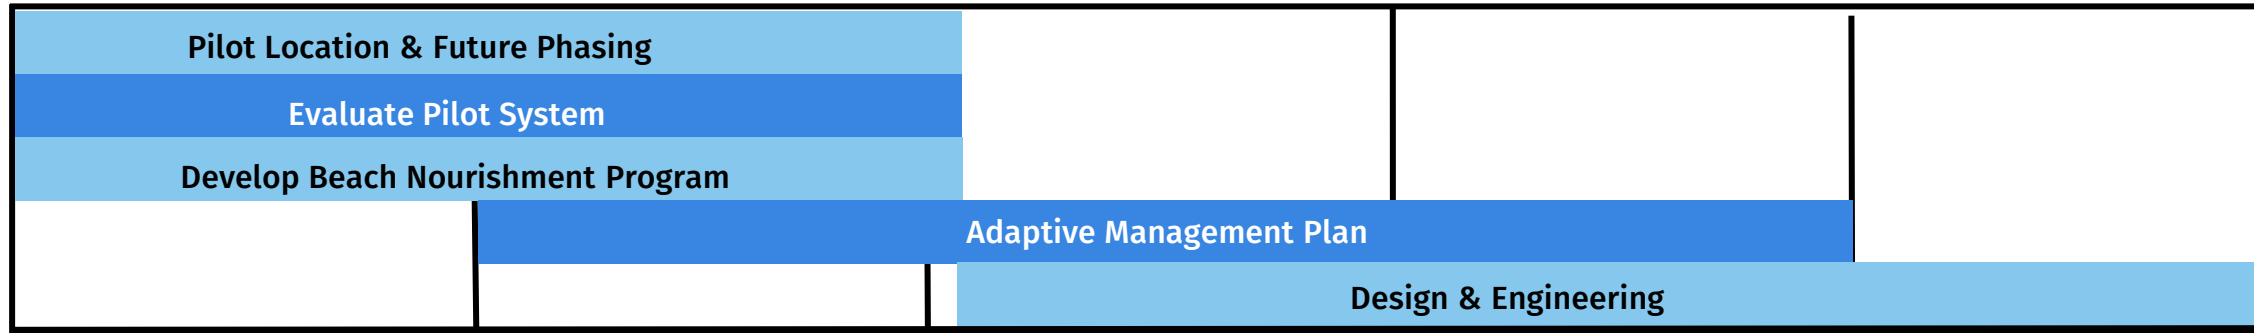 Pilot Location & Future Phasing
Evaluate Pilot System
Develop Beach Nourishment Program
Adaptive Management Plan
Design & Engineering